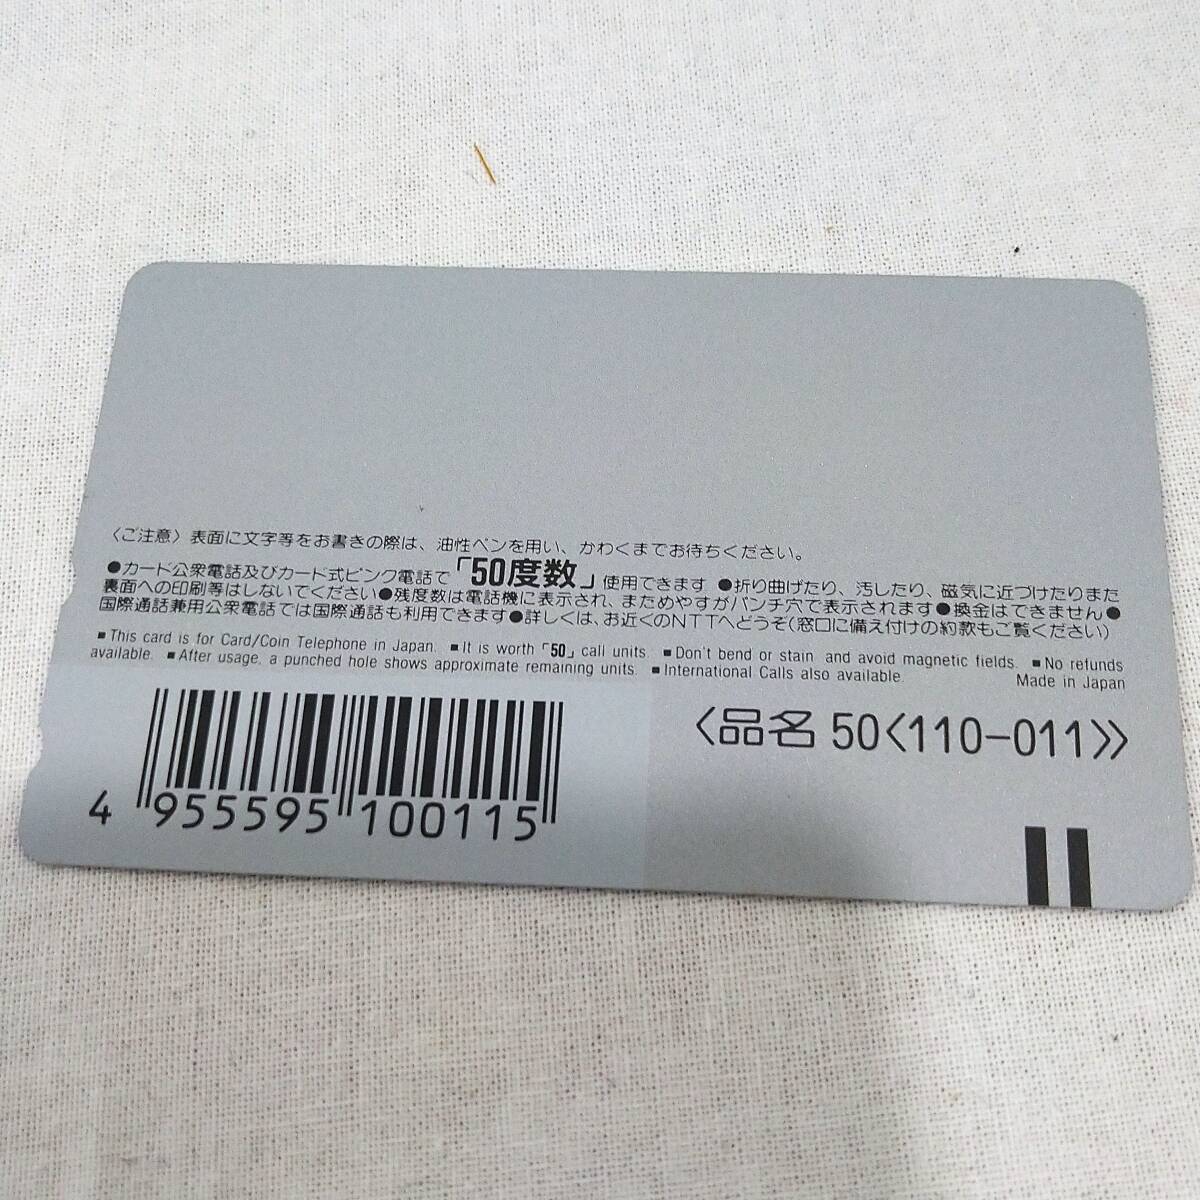 〈ご注意〉表面に文字等をお書きの際は、油性ペンを用い、かわくまでお待ちください。
●カード公衆電話及びカード式ピンク電話で「50度数」使用できます ●折り曲げたり、汚したり、磁気に近づけたりまた
裏面への印刷等はしないでください●残度数は電話機に表示され、まためやすがパンチ穴で表示されます●換金はできません●
国際通話兼用公衆電話では国際通話も利用できます●詳しくは、お近くのNTTへどうぞ(窓口に備え付けの約款もご覧ください)
■This card is for Card/Coin Telephone in Japan. ■It is worth「50」call units. ■Don't bend or stain and avoid magnetic fields. ■No refunds
available. ■After usage, a punched hole shows approximate remaining units. ■International Calls also available.
Made in Japan
〈品名 50〈110-011〉〉
4 955595 100115